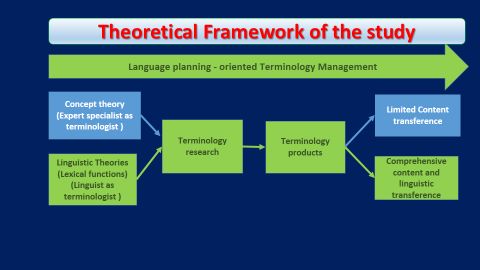 Theoretical Framework of the study
Language planning - oriented Terminology Management
Concept theory
(Expert specialist as
terminologist )
Linguistic Theories
(Lexical functions)
(Linguist as
terminologist )
Terminology
research
Terminology
products
Limited Content
transference
Comprehensive
content and
linguistic
transference